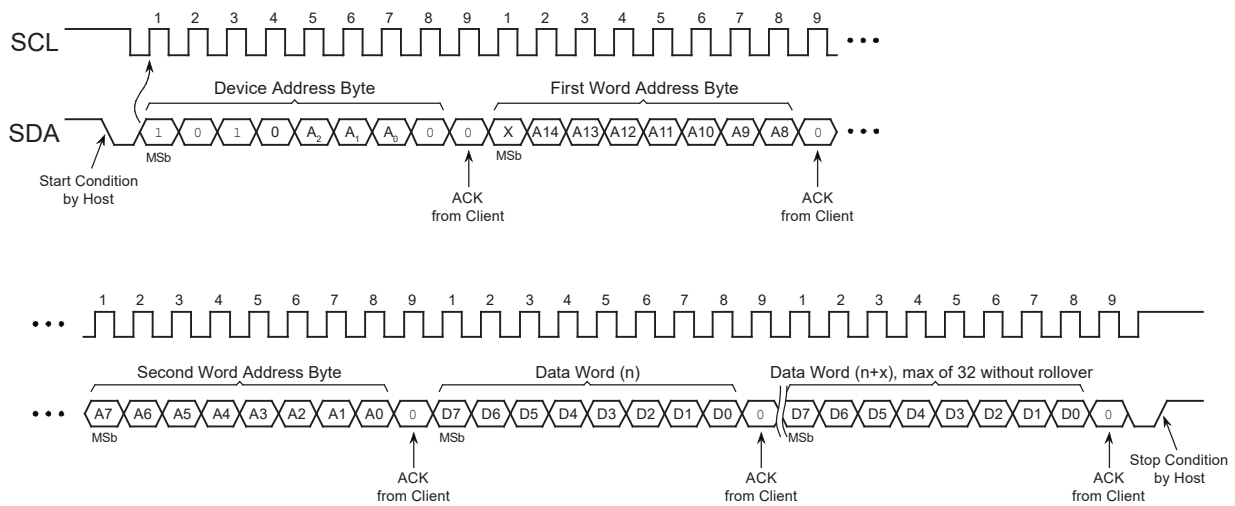 1 2 3 4 5 6 7 8 9 1 2 3 4 5 6 7 8 9
SCL
Device Address Byte First Word Address Byte
SDA 1 0 1 0 A2 A1 A0 0 0 X A14 A13 A12 A11 A10 A9 A8 0
MSb MSb
Start Condition
by Host
ACK
from Client
ACK
from Client
1 2 3 4 5 6 7 8 9 1 2 3 4 5 6 7 8 9 1 2 3 4 5 6 7 8 9
Second Word Address Byte Data Word (n) Data Word (n+x), max of 32 without rollover
A7 A6 A5 A4 A3 A2 A1 A0 0 D7 D6 D5 D4 D3 D2 D1 D0 0 D7 D6 D5 D4 D3 D2 D1 D0 0
MSb MSb MSb
ACK
from Client
ACK
from Client
ACK
from Client
Stop Condition
by Host